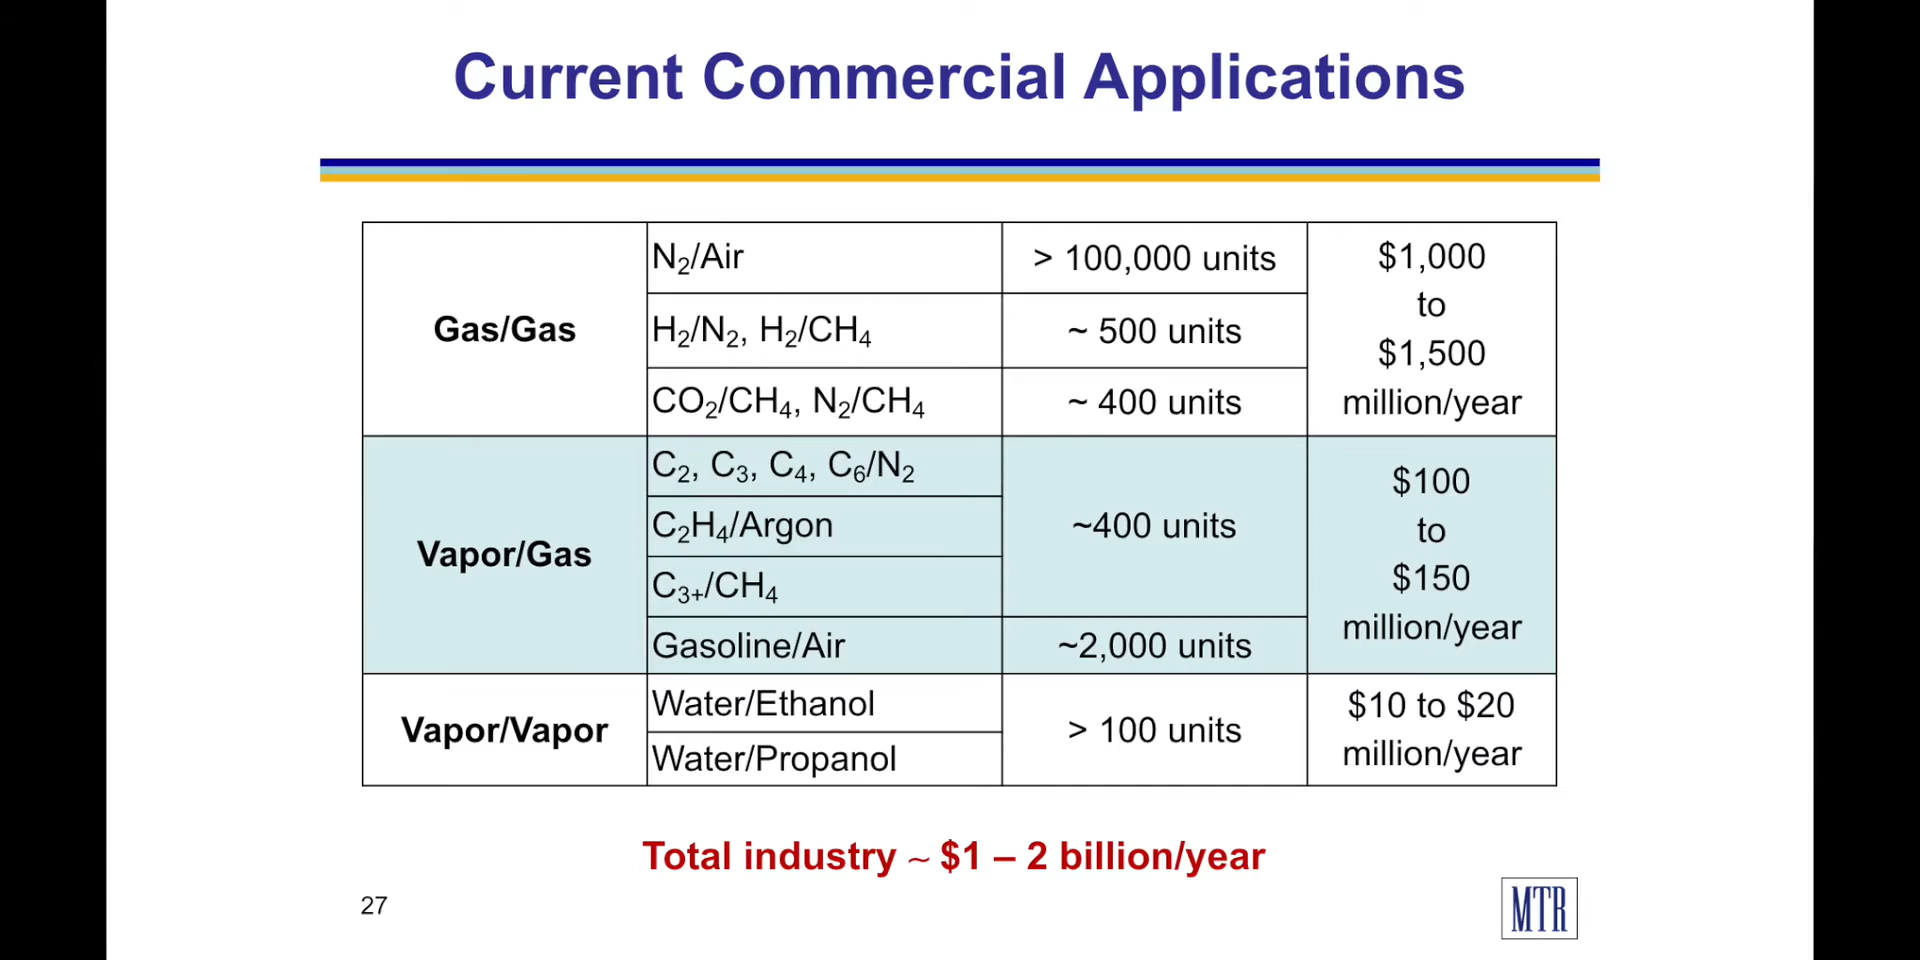 Current Commercial Applications
Gas/Gas
N₂/Air
> 100,000 units
$1,000
to
$1,500
million/year
H₂/N₂, H₂/CH₄
~ 500 units
CO₂/CH₄, N₂/CH₄
~ 400 units
Vapor/Gas
C₂, C₃, C₄, C₆/N₂
~400 units
$100
to
$150
million/year
C₂H₄/Argon
C₃₊/CH₄
Gasoline/Air
~2,000 units
Vapor/Vapor
Water/Ethanol
> 100 units
$10 to $20
million/year
Water/Propanol
Total industry ~ $1 – 2 billion/year
27
MTR